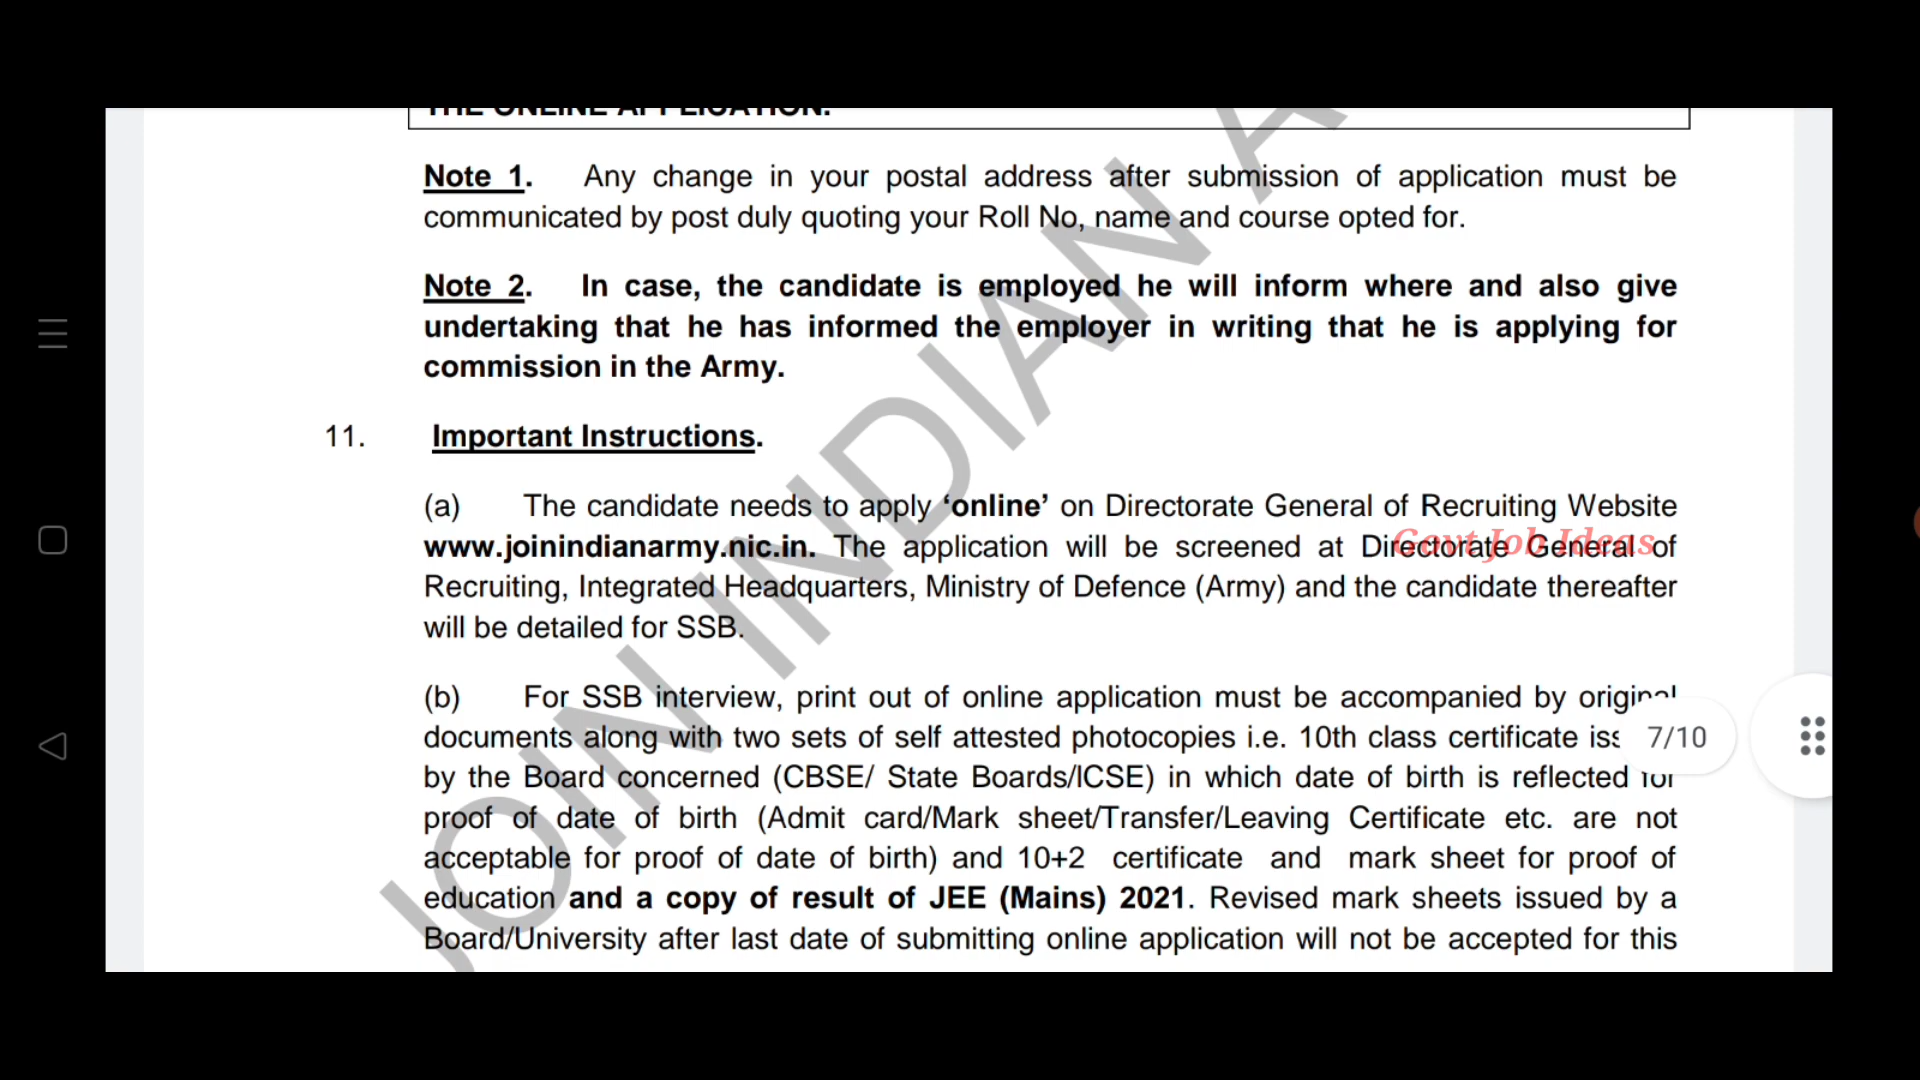 THE ONLINE APPLICATION.
Note 1. Any change in your postal address after submission of application must be
communicated by post duly quoting your Roll No, name and course opted for.
Note 2. In case, the candidate is employed he will inform where and also give
undertaking that he has informed the employer in writing that he is applying for
commission in the Army.
11. Important Instructions.
(a) The candidate needs to apply ‘online’ on Directorate General of Recruiting Website
www.joinindianarmy.nic.in. The application will be screened at Directorate General of
Govt Job Ideas
Recruiting, Integrated Headquarters, Ministry of Defence (Army) and the candidate thereafter
will be detailed for SSB.
(b) For SSB interview, print out of online application must be accompanied by original
documents along with two sets of self attested photocopies i.e. 10th class certificate iss
7/10
by the Board concerned (CBSE/ State Boards/ICSE) in which date of birth is reflected for
proof of date of birth (Admit card/Mark sheet/Transfer/Leaving Certificate etc. are not
acceptable for proof of date of birth) and 10+2 certificate and mark sheet for proof of
education and a copy of result of JEE (Mains) 2021. Revised mark sheets issued by a
Board/University after last date of submitting online application will not be accepted for this
JOIN INDIAN A